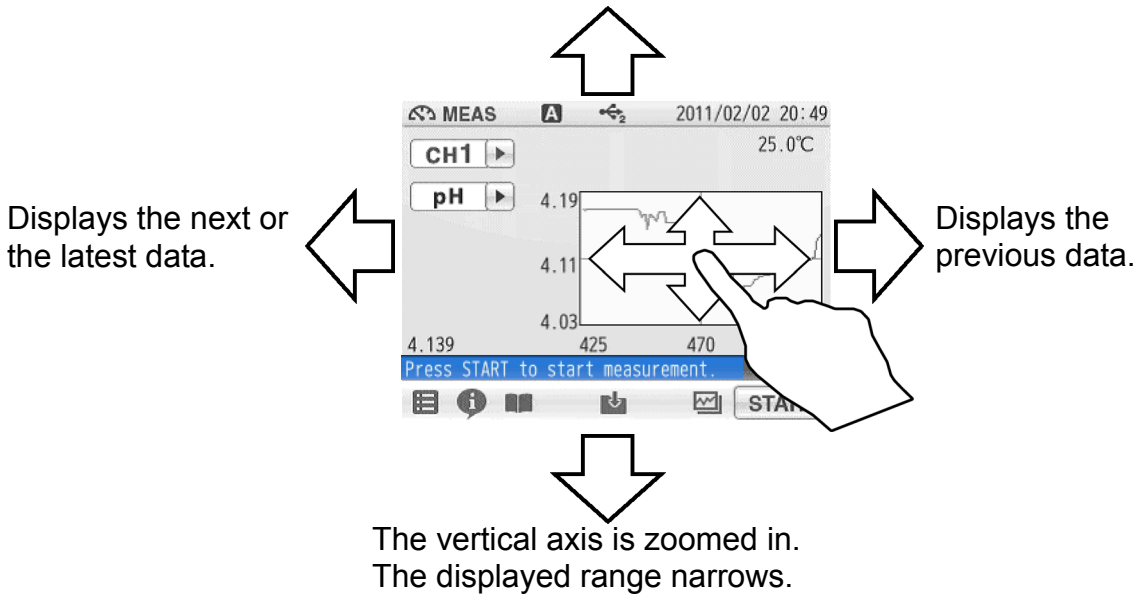 MEAS A 2 2011/02/02 20:49
25.0℃
CH1
pH
4.19
4.11
4.03
4.139 425 470
Press START to start measurement.
Displays the next or
the latest data.
Displays the
previous data.
The vertical axis is zoomed in.
The displayed range narrows.